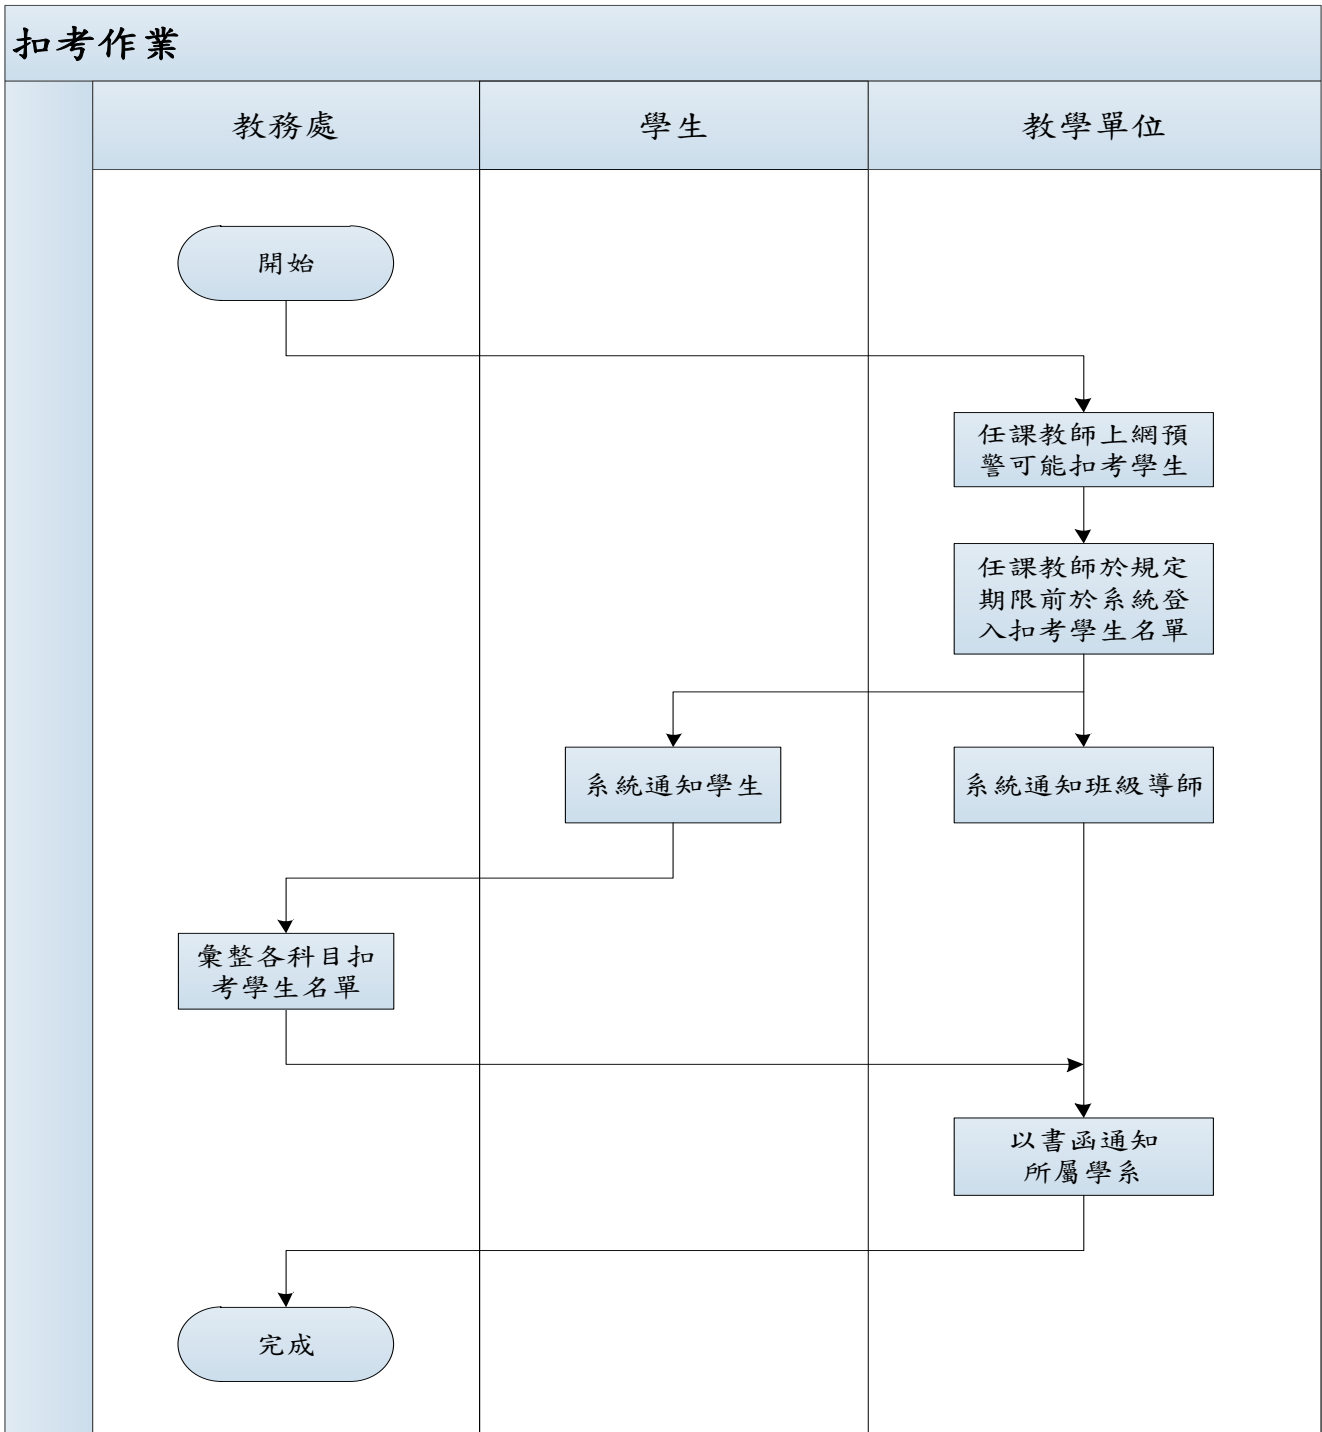 扣考作業
教務處
學生
教學單位
開始
任課教師上網預
警可能扣考學生
任課教師於規定
期限前於系統登
入扣考學生名單
系統通知學生
系統通知班級導師
彙整各科目扣
考學生名單
以書函通知
所屬學系
完成